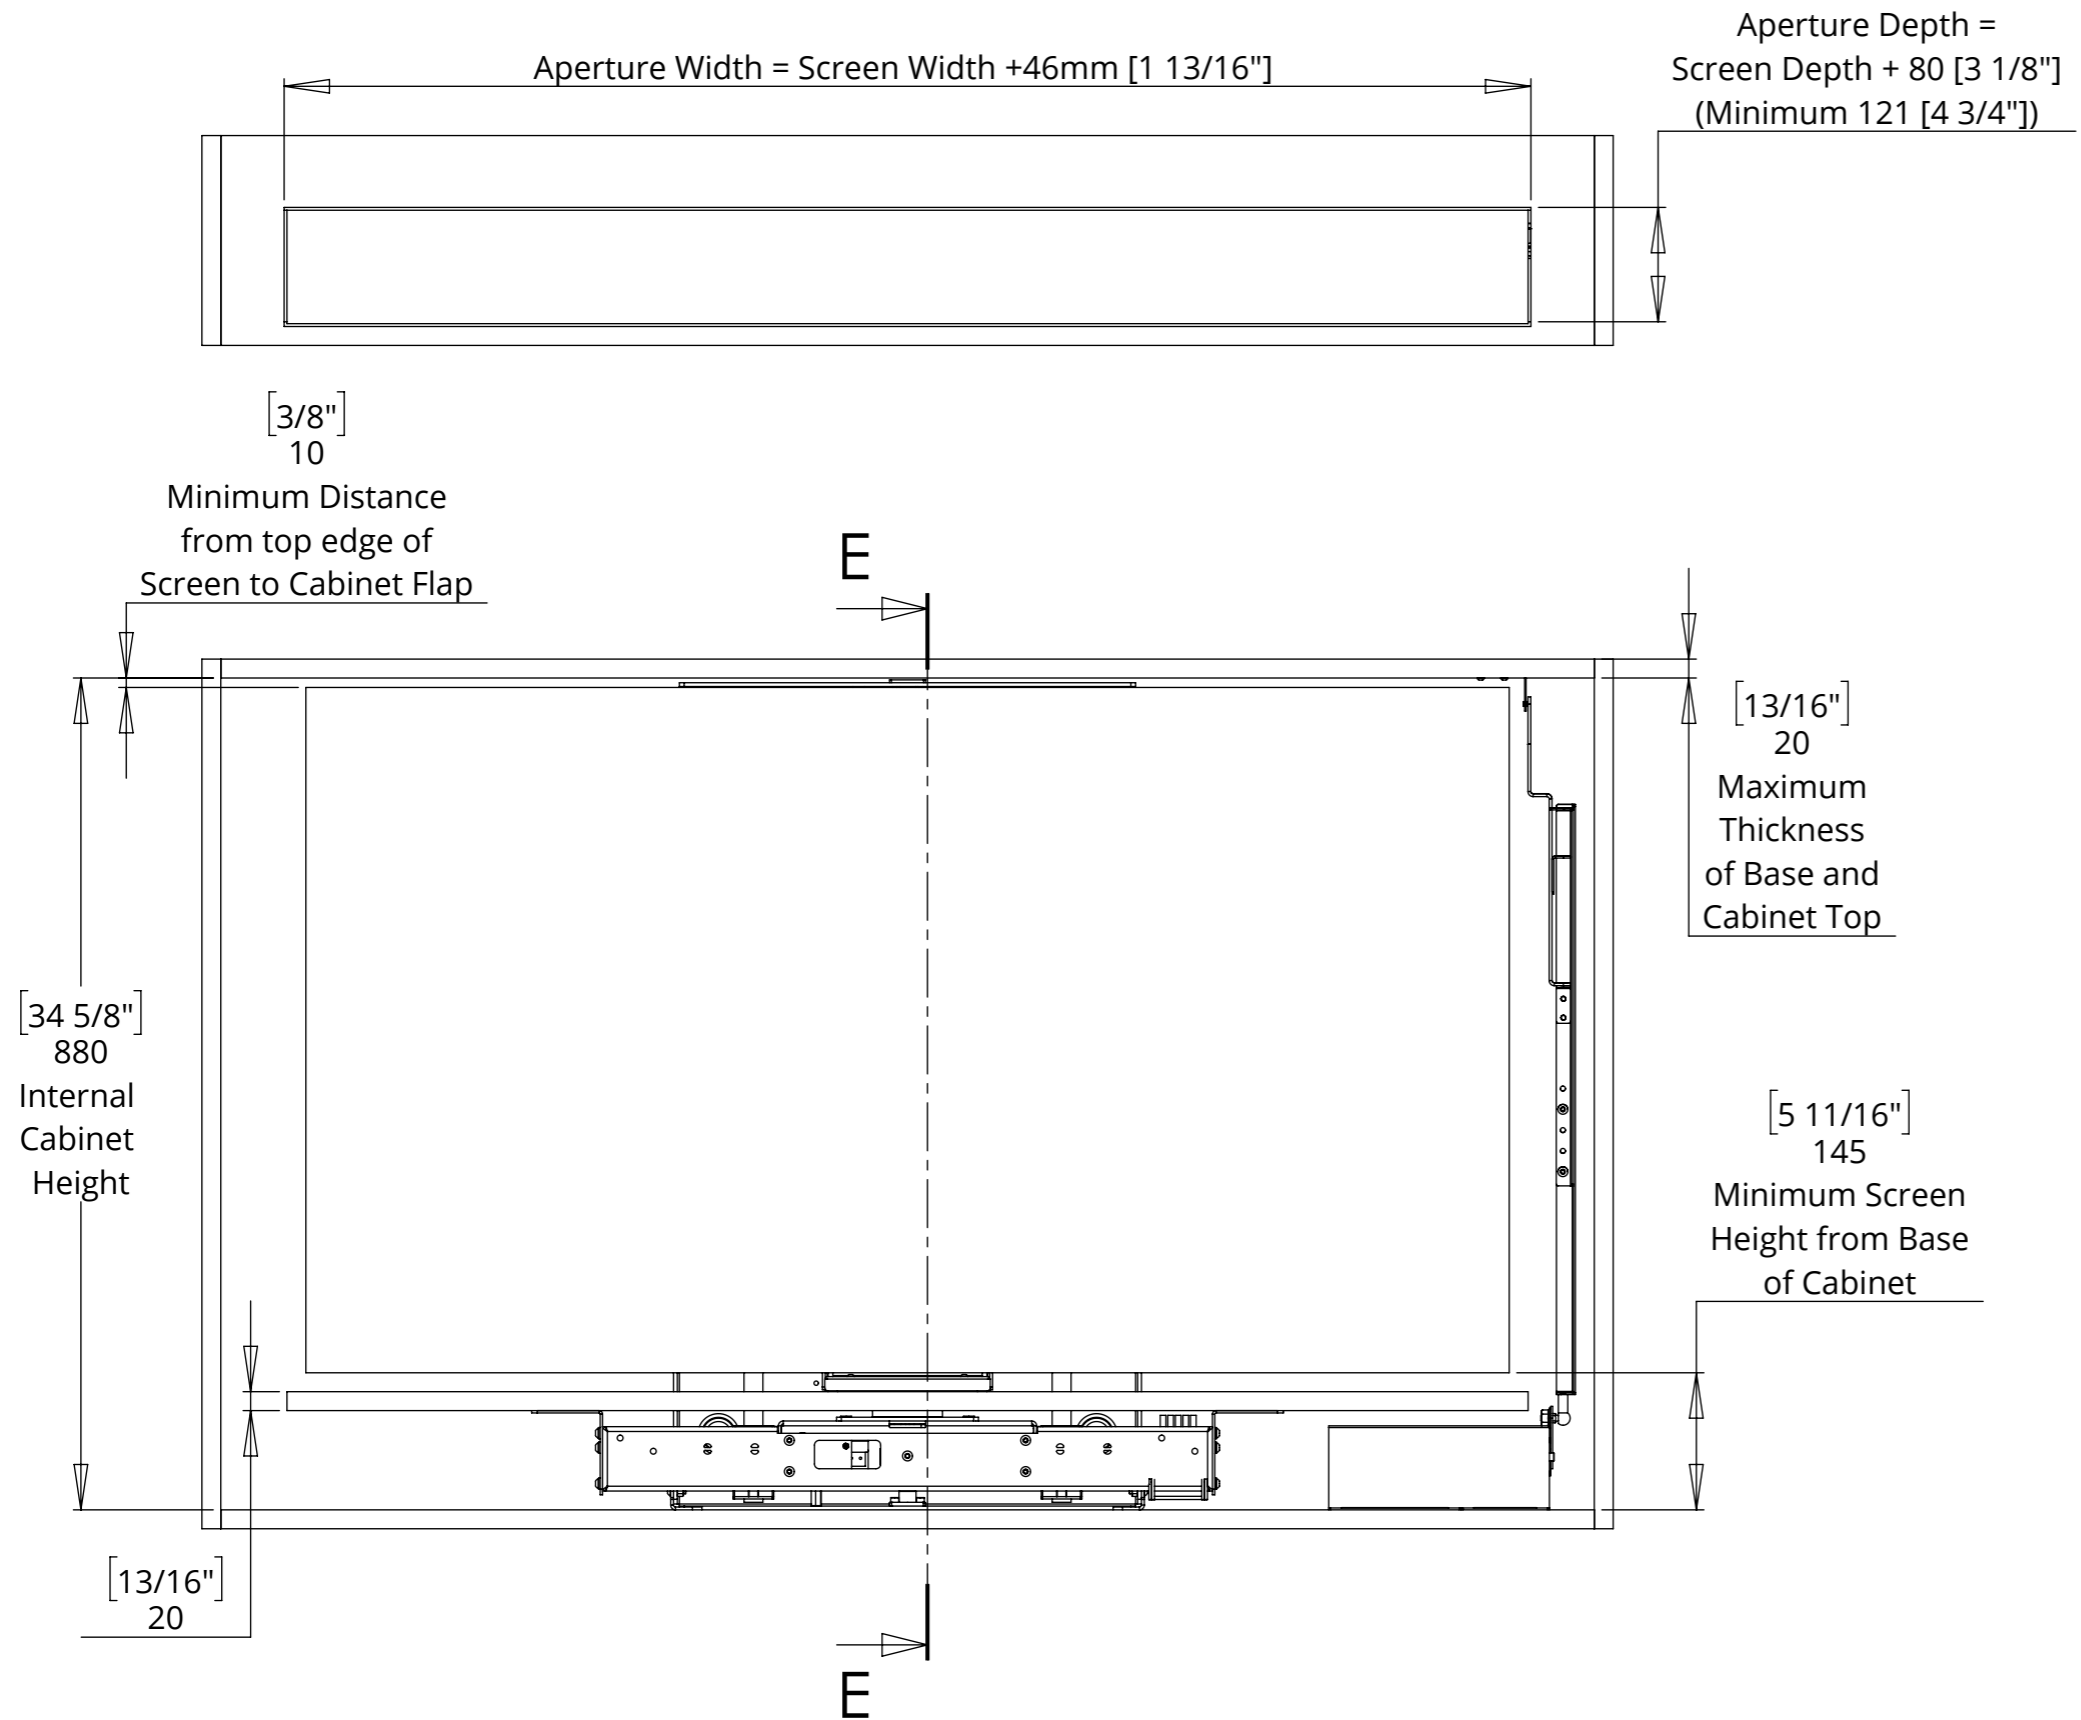 Aperture Width = Screen Width +46mm [1 13/16"]
Aperture Depth =
Screen Depth + 80 [3 1/8"]
(Minimum 121 [4 3/4"])
[3/8"]
10
Minimum Distance
from top edge of
Screen to Cabinet Flap
E
[13/16"]
20
Maximum
Thickness
of Base and
Cabinet Top
[34 5/8"]
880
Internal
Cabinet
Height
[5 11/16"]
145
Minimum Screen
Height from Base
of Cabinet
[13/16"]
20
E